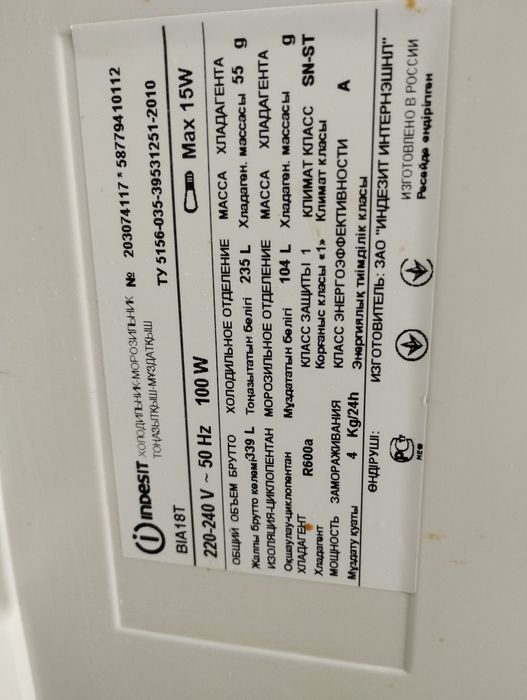 INDESIT ХОЛОДИЛЬНИК-МОРОЗИЛЬНИК № 203074117 * 58779410112
ТОҢАЗЫТҚЫШ-МҰЗДАТҚЫШ ТУ 5156-035-39531251-2010
BIA18T
220-240 V ~ 50 Hz 100 W Max 15W
ОБЩИЙ ОБЪЕМ БРУТТО ХОЛОДИЛЬНОЕ ОТДЕЛЕНИЕ МАССА ХЛАДАГЕНТА
Жалпы брутто көлемі 339 L Тоңазытатын бөлігі 235 L Хладаген. массасы 55 g
ИЗОЛЯЦИЯ-ЦИКЛОПЕНТАН МОРОЗИЛЬНОЕ ОТДЕЛЕНИЕ МАССА ХЛАДАГЕНТА
Оқшаулау-циклопентан Мұздататын бөлігі 104 L Хладаген. массасы g
ХЛАДАГЕНТ R600a КЛАСС ЗАЩИТЫ 1 КЛИМАТ КЛАСС SN-ST
Хладагент Корғаныс класы «1» Климат класы
МОЩНОСТЬ ЗАМОРАЖИВАНИЯ КЛАСС ЭНЕРГОЭФФЕКТИВНОСТИ A
Мұздату қуаты 4 Kg/24h Энергиялық тиімділік класы
ӨНДІРУШІ: ИЗГОТОВИТЕЛЬ: ЗАО "ИНДЕЗИТ ИНТЕРНЭШНЛ"
ИЗГОТОВЛЕНО В РОССИИ
Ресейде өндірілген